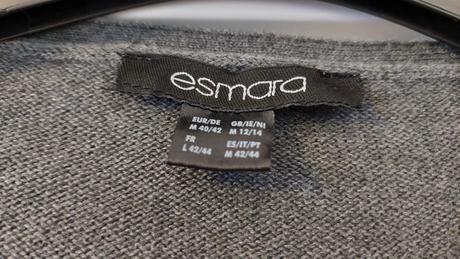 esmara
EUR/DE GB/IE/NI
M 40/42 M 12/14
FR ES/IT/PT
L 42/44 M 42/44